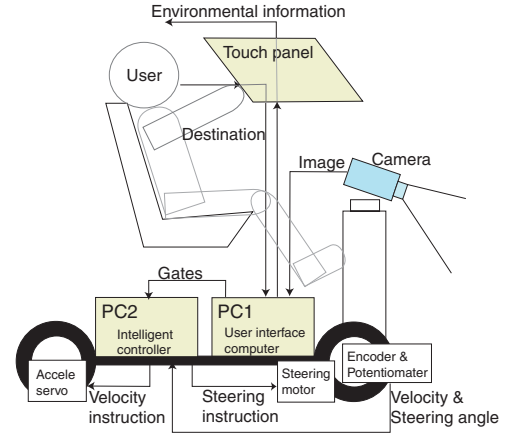 Environmental information
Touch panel
User
Destination
Image
Camera
Gates
PC2
Intelligent
controller
PC1
User interface
computer
Accele
servo
Velocity
instruction
Steering
instruction
Steering
motor
Encoder &
Potentiomater
Velocity &
Steering angle